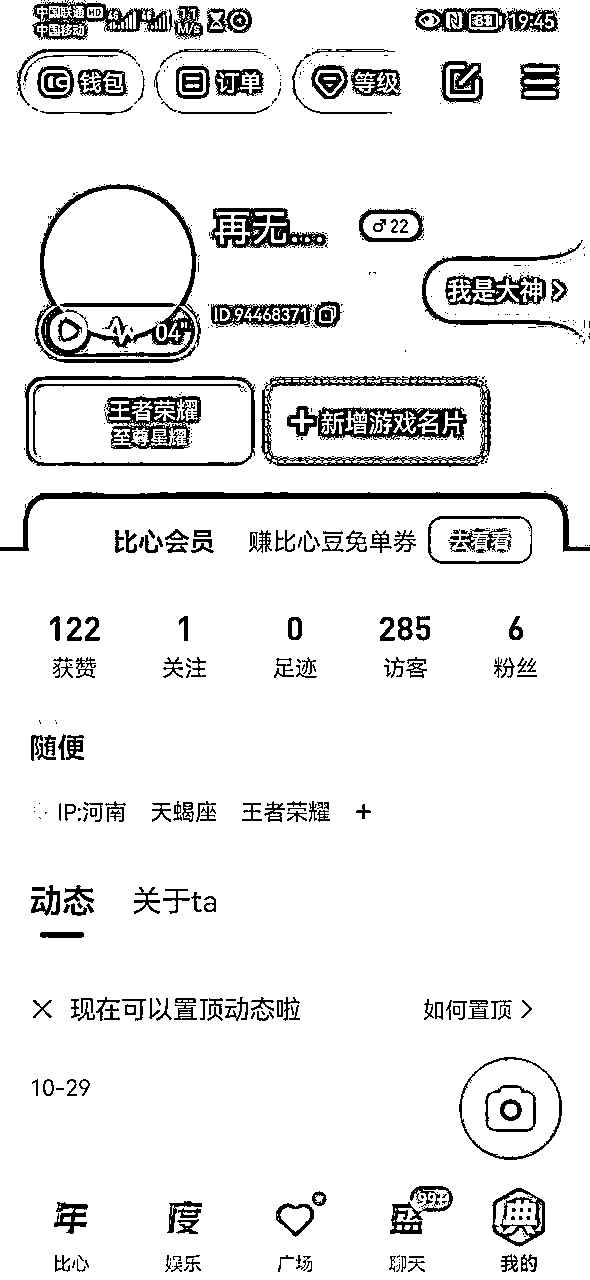 中国联通 HD 4G 4G 1.1 M/s 81 19:45
中国移动
钱包 订单 等级
再无... ♂22
我是大神 >
ID 94468371
04"
王者荣耀
至尊星耀
+新增游戏名片
比心会员 赚比心豆免单券 去看看
122 1 0 285 6
获赞 关注 足迹 访客 粉丝
随便
IP:河南 天蝎座 王者荣耀 +
动态 关于ta
× 现在可以置顶动态啦 如何置顶 >
10-29
年 度 盛 99+ 典
比心 娱乐 广场 聊天 我的